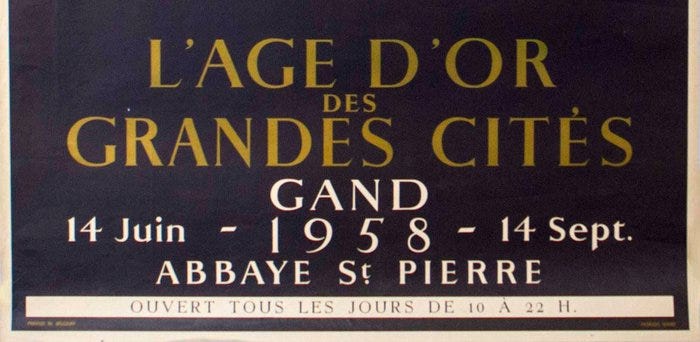 L'AGE D'OR
DES
GRANDES CITÉS
GAND
14 Juin - 1958 - 14 Sept.
ABBAYE St PIERRE
OUVERT TOUS LES JOURS DE 10 À 22 H.